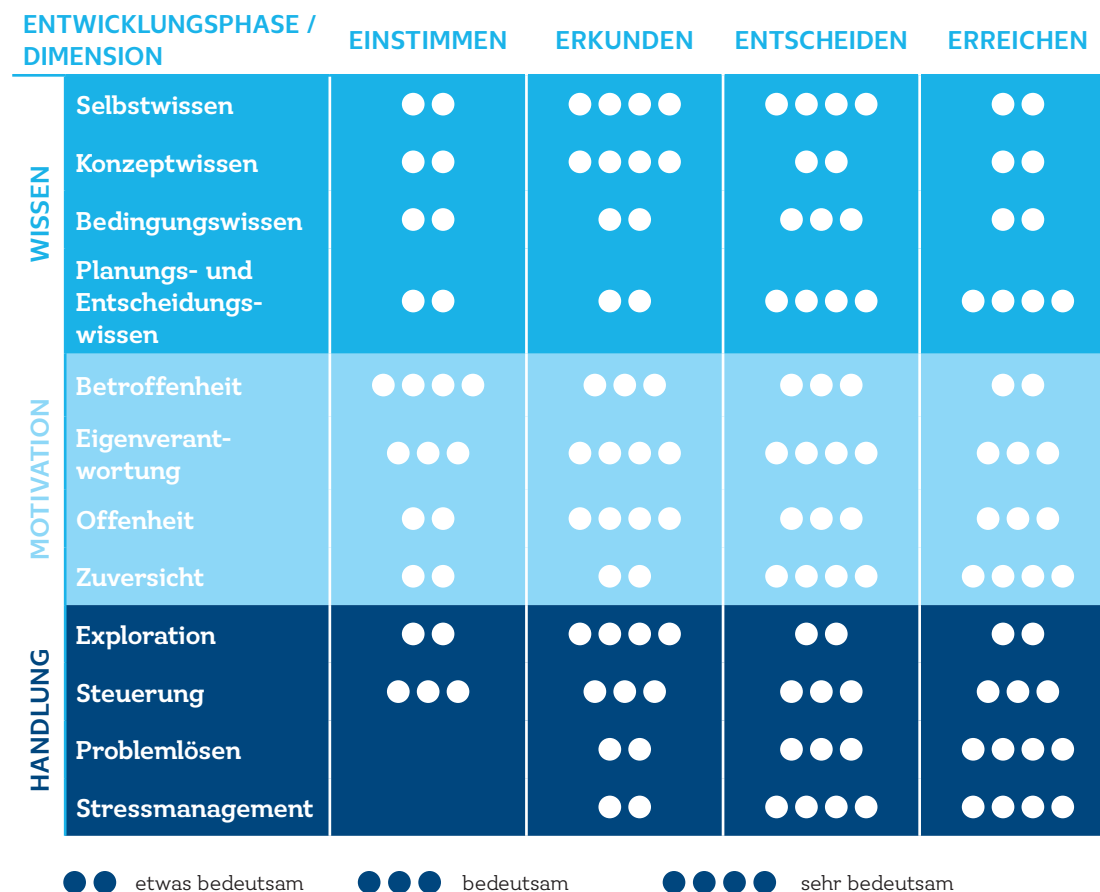 ENTWICKLUNGSPHASE /
DIMENSION
EINSTIMMEN
ERKUNDEN
ENTSCHEIDEN
ERREICHEN
WISSEN
Selbstwissen
Konzeptwissen
Bedingungswissen
Planungs- und
Entscheidungs-
wissen
MOTIVATION
Betroffenheit
Eigenverant-
wortung
Offenheit
Zuversicht
HANDLUNG
Exploration
Steuerung
Problemlösen
Stressmanagement
etwas bedeutsam
bedeutsam
sehr bedeutsam